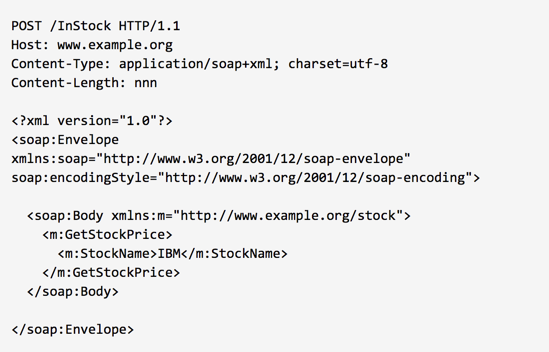 POST /InStock HTTP/1.1
Host: www.example.org
Content-Type: application/soap+xml; charset=utf-8
Content-Length: nnn
<?xml version="1.0"?>
<soap:Envelope
xmlns:soap="http://www.w3.org/2001/12/soap-envelope"
soap:encodingStyle="http://www.w3.org/2001/12/soap-encoding">
<soap:Body xmlns:m="http://www.example.org/stock">
<m:GetStockPrice>
<m:StockName>IBM</m:StockName>
</m:GetStockPrice>
</soap:Body>
</soap:Envelope>